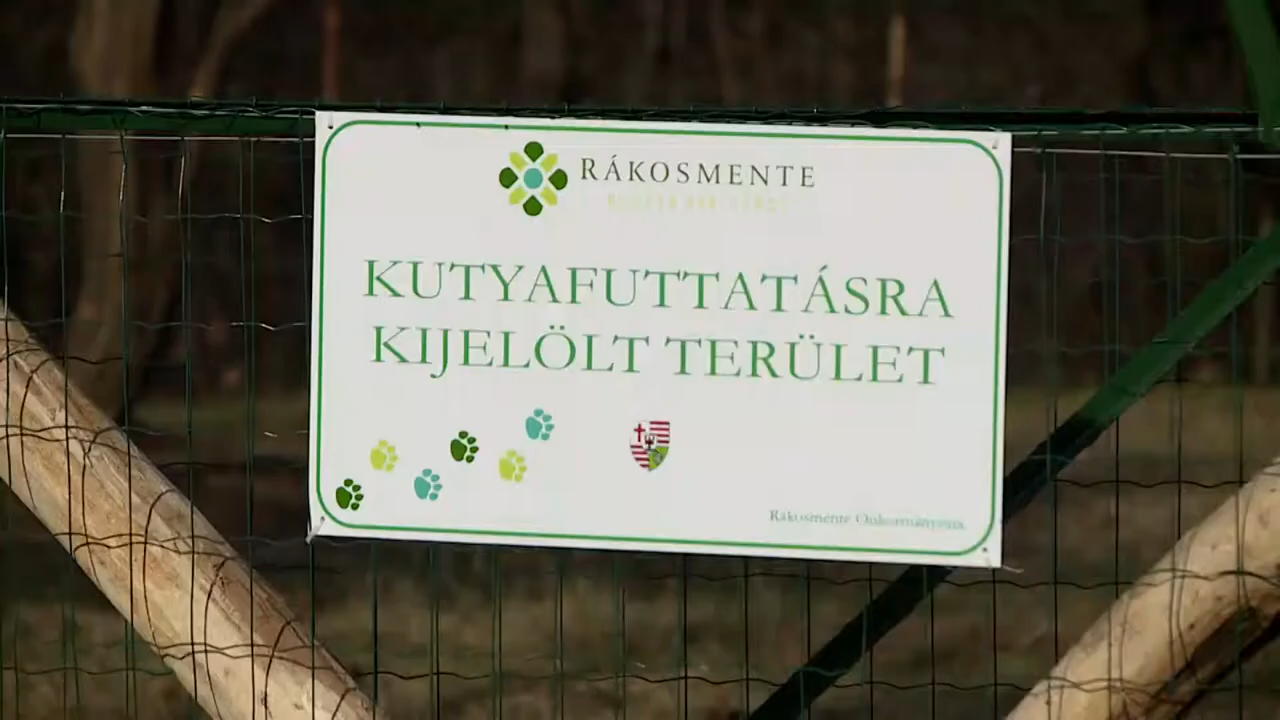 RÁKOSMENTE
KUTYAFUTTATÁSRA
KIJELÖLT TERÜLET
Rákosmente Önkormányzata